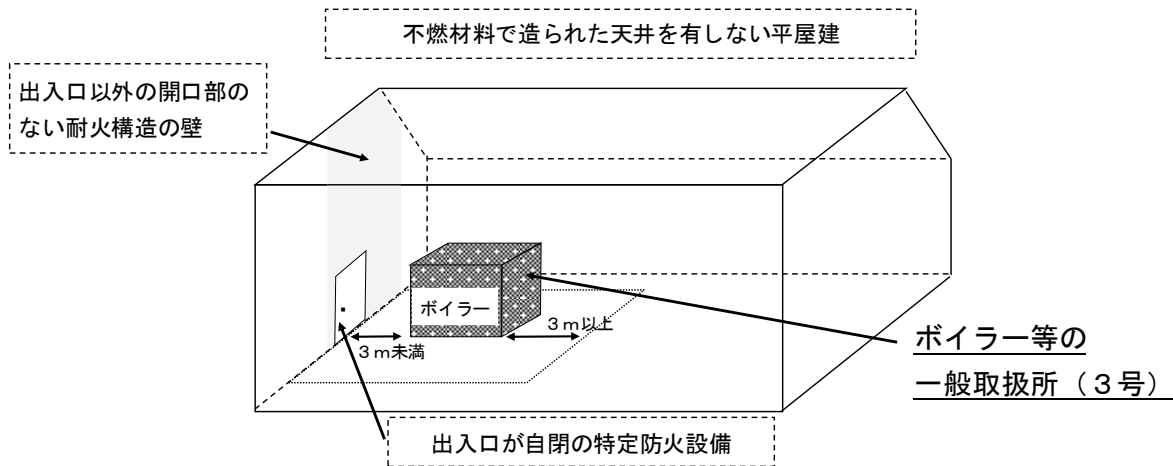 不燃材料で造られた天井を有しない平屋建
出入口以外の開口部の
ない耐火構造の壁
ボイラー
3m以上
3m未満
ボイラー等の
一般取扱所（3号）
出入口が自閉の特定防火設備